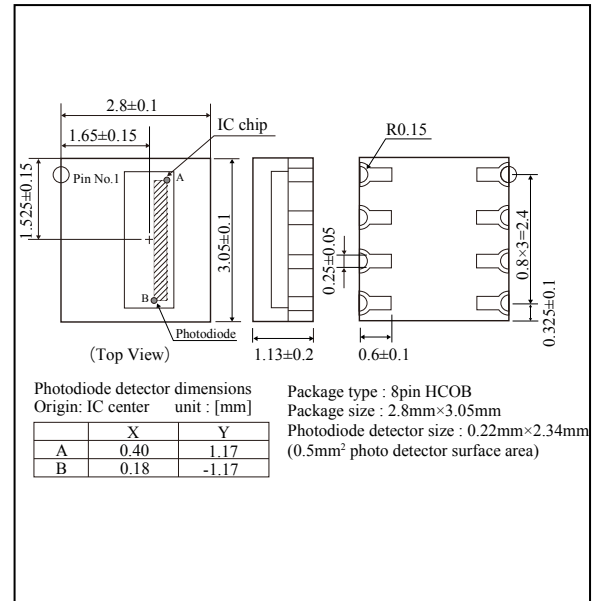 2.8±0.1
1.65±0.15
IC chip
R0.15
Pin No.1
A
1.525±0.15
3.05±0.1
0.25±0.05
0.8×3=2.4
0.325±0.1
B
Photodiode
(Top View)
1.13±0.2
0.6±0.1
Photodiode detector dimensions
Origin: IC center unit : [mm]
X Y
A 0.40 1.17
B 0.18 -1.17
Package type : 8pin HCOB
Package size : 2.8mm×3.05mm
Photodiode detector size : 0.22mm×2.34mm
(0.5mm² photo detector surface area)